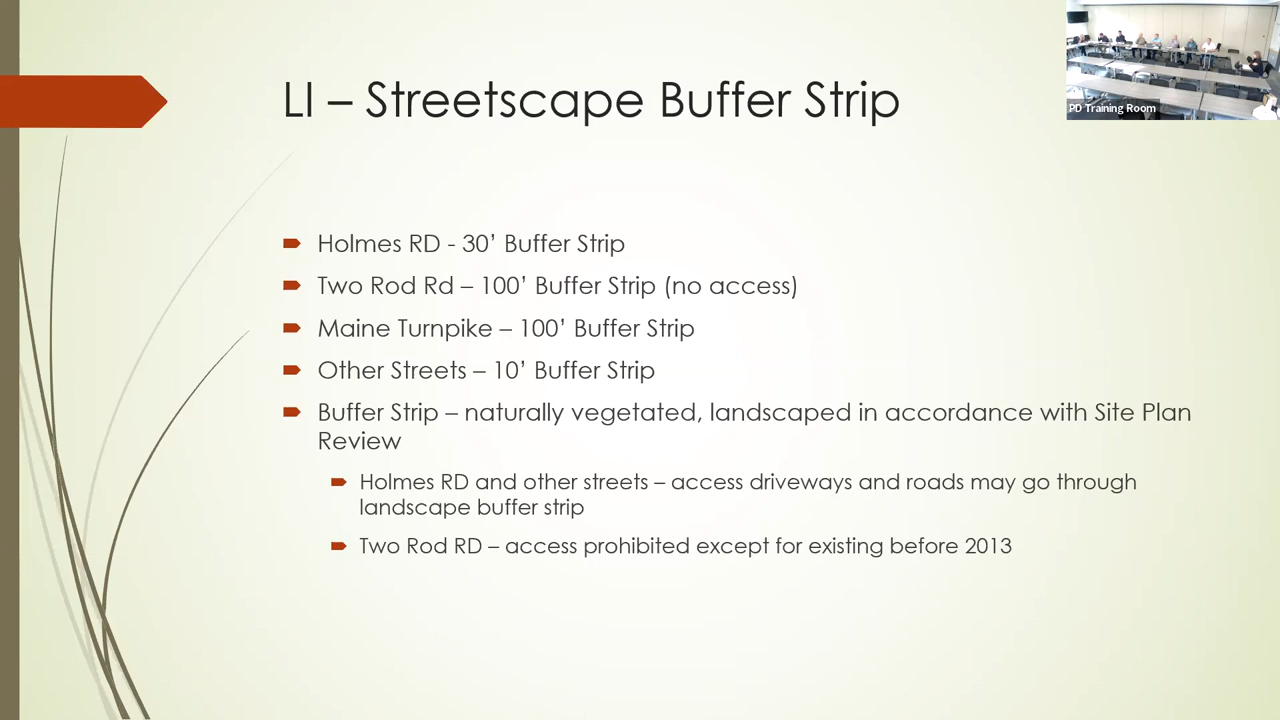 LI – Streetscape Buffer Strip
PD Training Room
Holmes RD - 30’ Buffer Strip
Two Rod Rd – 100’ Buffer Strip (no access)
Maine Turnpike – 100’ Buffer Strip
Other Streets – 10’ Buffer Strip
Buffer Strip – naturally vegetated, landscaped in accordance with Site Plan
Review
Holmes RD and other streets – access driveways and roads may go through
landscape buffer strip
Two Rod RD – access prohibited except for existing before 2013